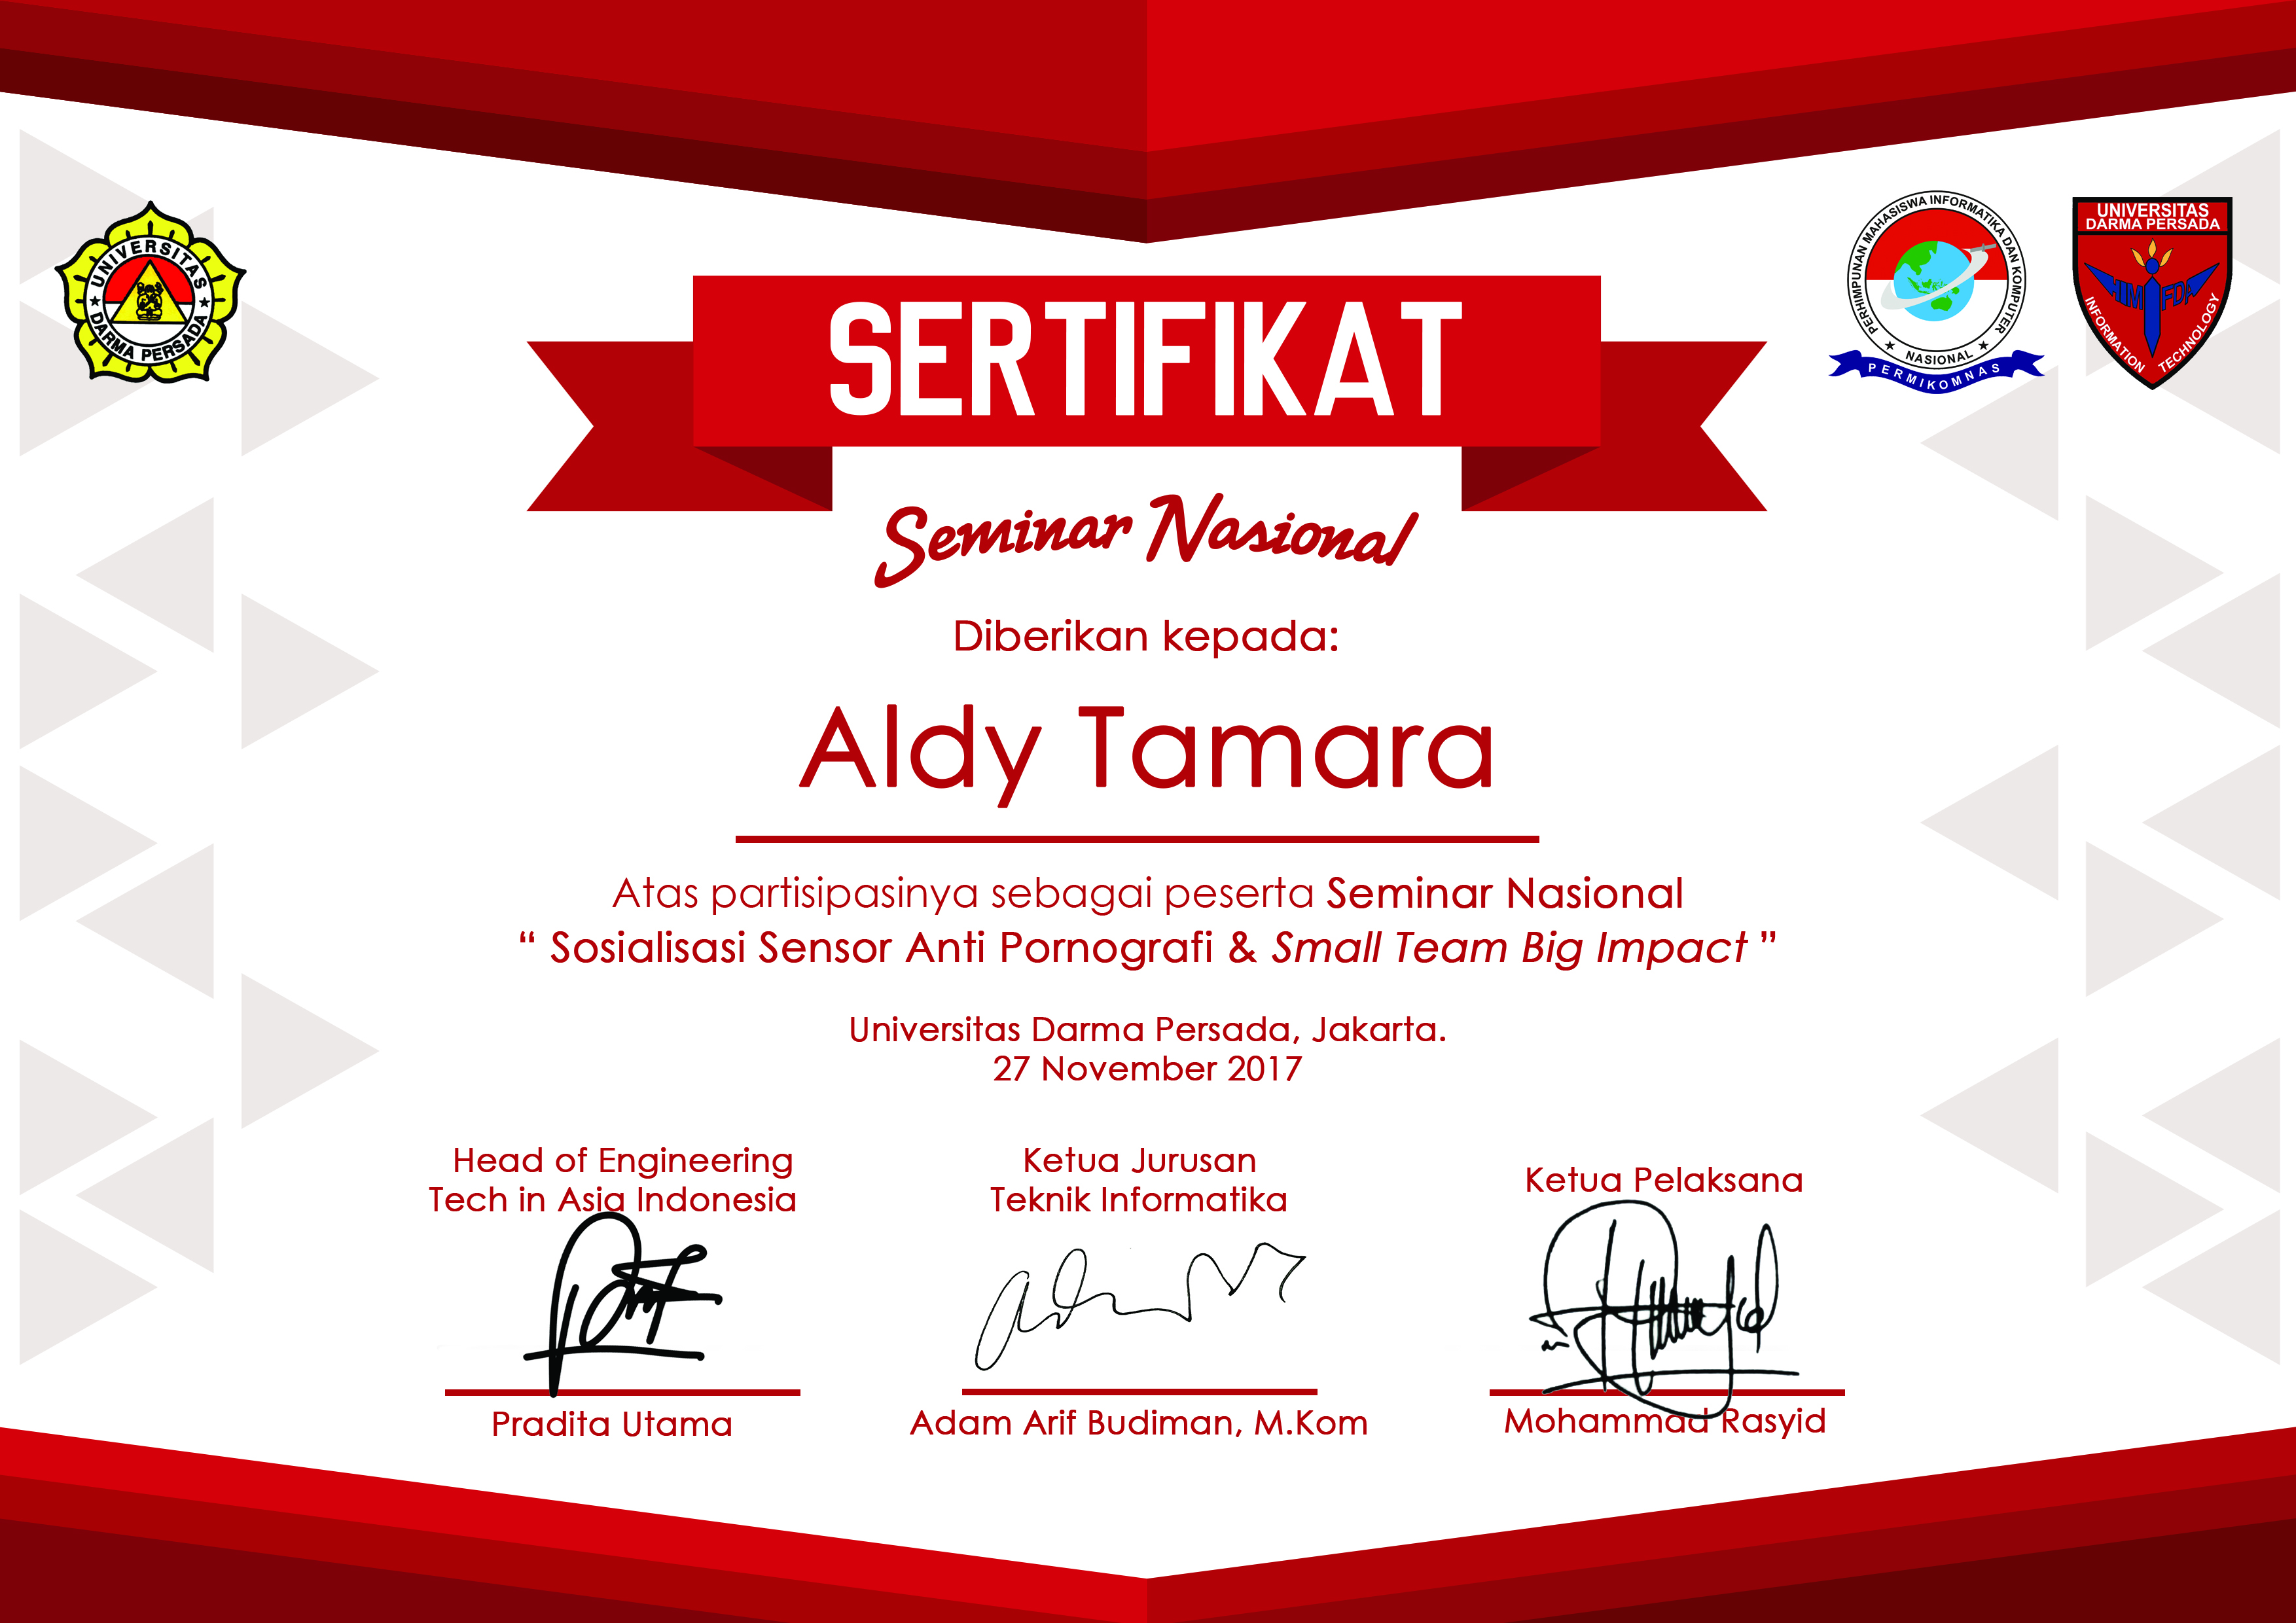 UNIVERSITAS
DARMA PERSADA
PERHIMPUNAN MAHASISWA INFORMATIKA DAN KOMPUTER
NASIONAL
PERMIKOMNAS
UNIVERSITAS
DARMA PERSADA
HIMIFDA
INFORMATION TECHNOLOGY
SERTIFIKAT
Seminar Nasional
Diberikan kepada:
Aldy Tamara
Atas partisipasinya sebagai peserta Seminar Nasional
“ Sosialisasi Sensor Anti Pornografi & Small Team Big Impact ”
Universitas Darma Persada, Jakarta.
27 November 2017
Head of Engineering
Tech in Asia Indonesia
Ketua Jurusan
Teknik Informatika
Ketua Pelaksana
Pradita Utama
Adam Arif Budiman, M.Kom
Mohammad Rasyid